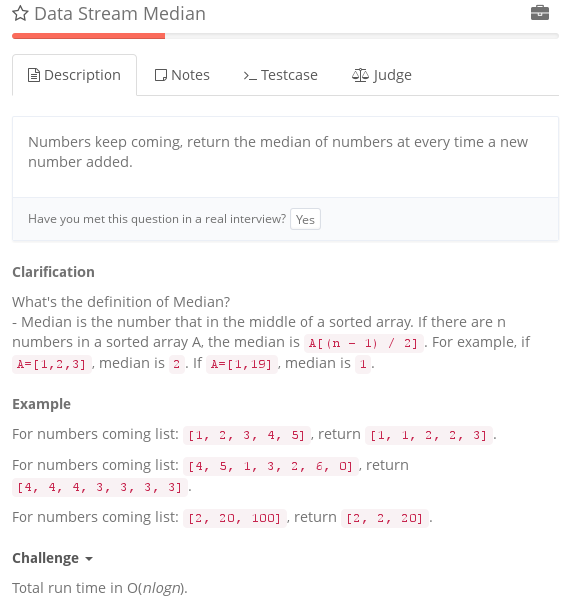 Data Stream Median
Description
Notes
>_ Testcase
Judge
Numbers keep coming, return the median of numbers at every time a new
number added.
Have you met this question in a real interview? Yes
Clarification
What's the definition of Median?
- Median is the number that in the middle of a sorted array. If there are n
numbers in a sorted array A, the median is A[(n - 1) / 2]. For example, if
A=[1,2,3], median is 2. If A=[1,19], median is 1.
Example
For numbers coming list: [1, 2, 3, 4, 5], return [1, 1, 2, 2, 3].
For numbers coming list: [4, 5, 1, 3, 2, 6, 0], return
[4, 4, 4, 3, 3, 3, 3].
For numbers coming list: [2, 20, 100], return [2, 2, 20].
Challenge
Total run time in O(nlogn).